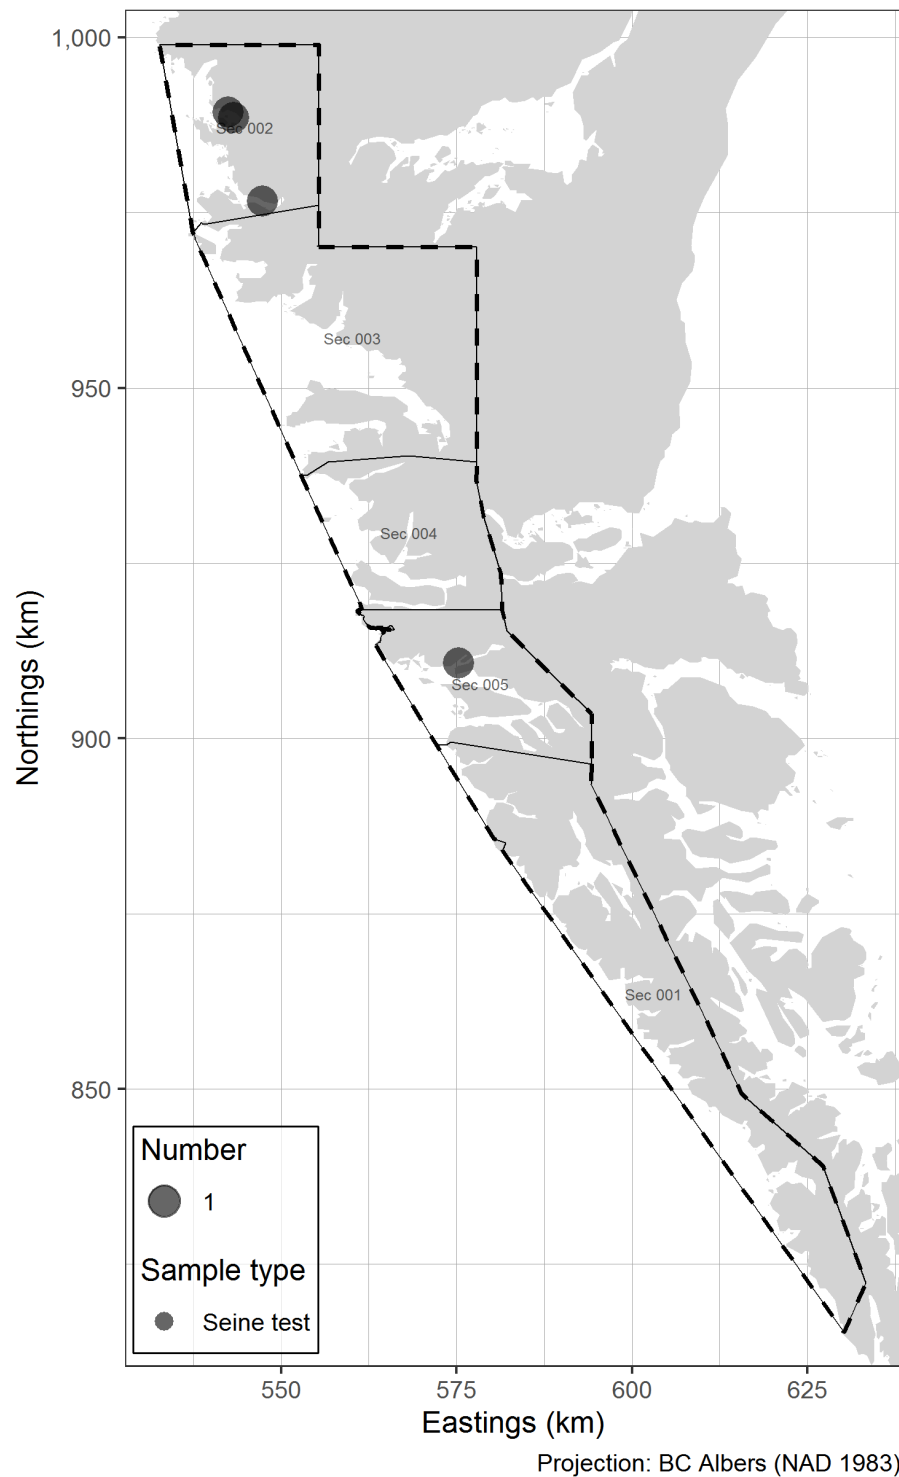 1,000
950
900
850
Northings (km)
Sec 002
Sec 003
Sec 004
Sec 005
Sec 001
Number
1
Sample type
Seine test
550
575
600
625
Eastings (km)
Projection: BC Albers (NAD 1983)